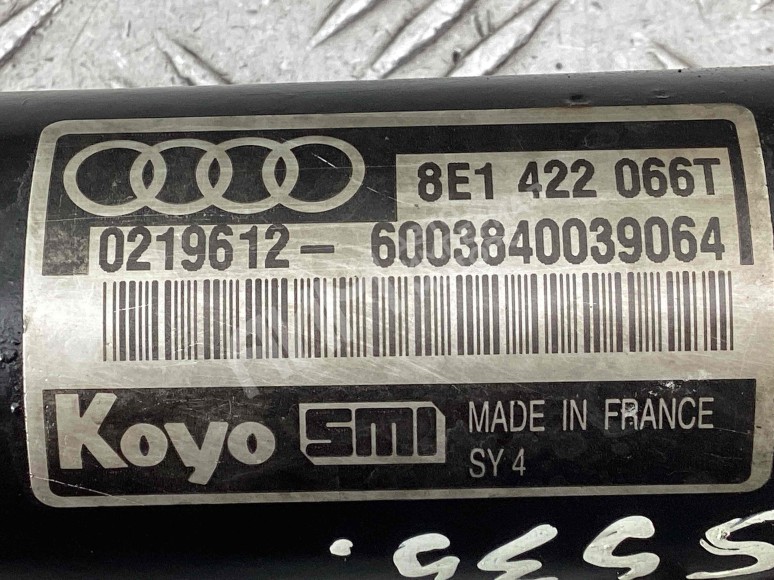 8E1 422 066T
0219612- 6003840039064
Koyo SMI MADE IN FRANCE
SY 4